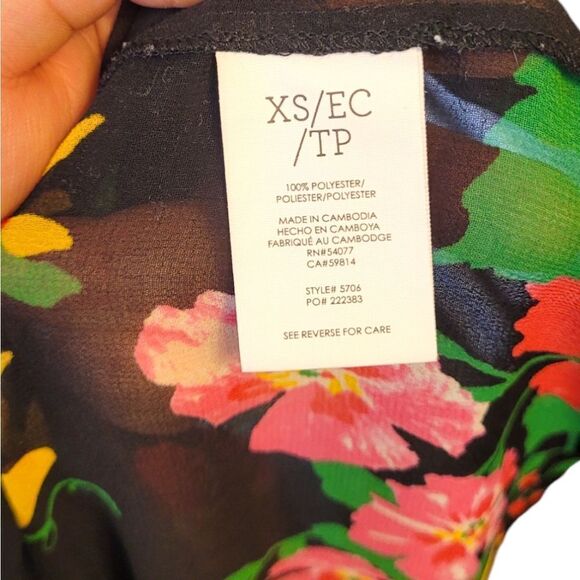 XS/EC
/TP
100% POLYESTER/
POLIESTER/POLYESTER
MADE IN CAMBODIA
HECHO EN CAMBOYA
FABRIQUÉ AU CAMBODGE
RN#54077
CA#59814
STYLE# 5706
PO# 222383
SEE REVERSE FOR CARE